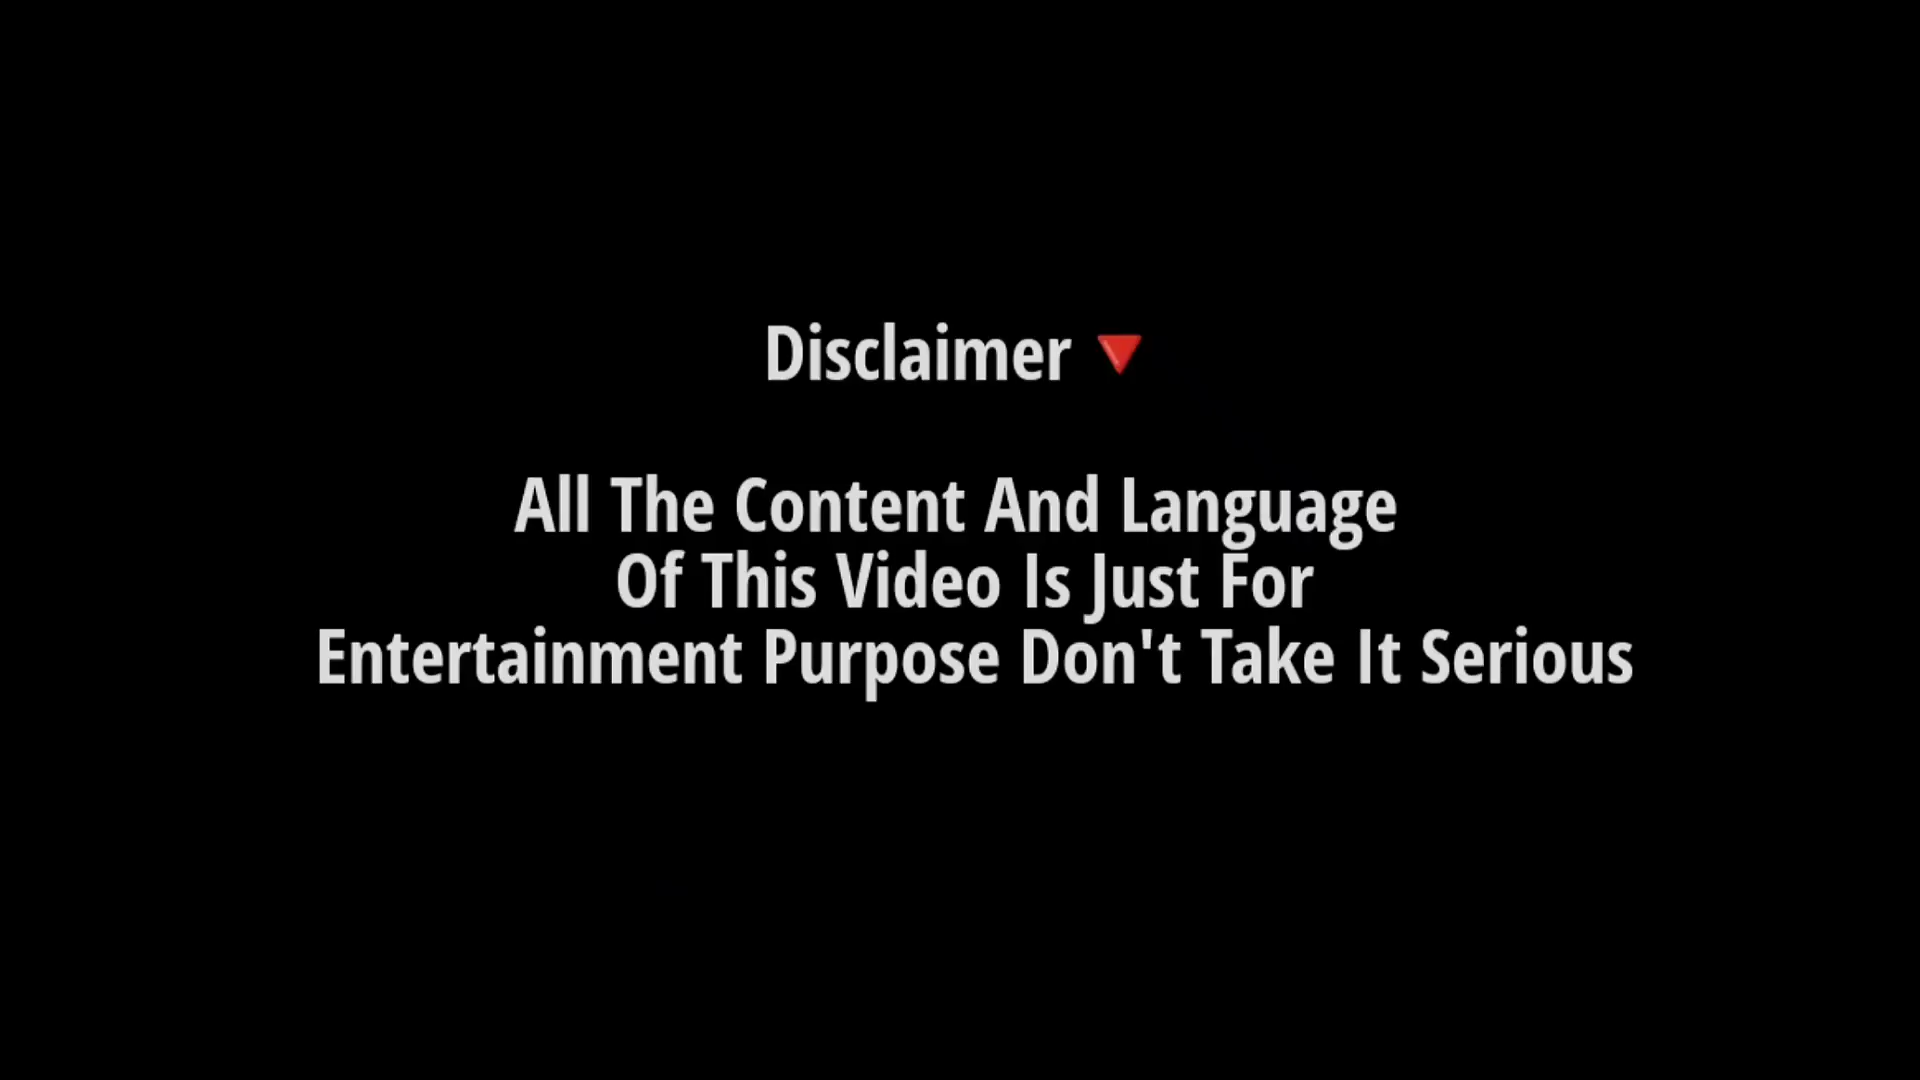 Disclaimer 🔻
All The Content And Language
Of This Video Is Just For
Entertainment Purpose Don't Take It Serious